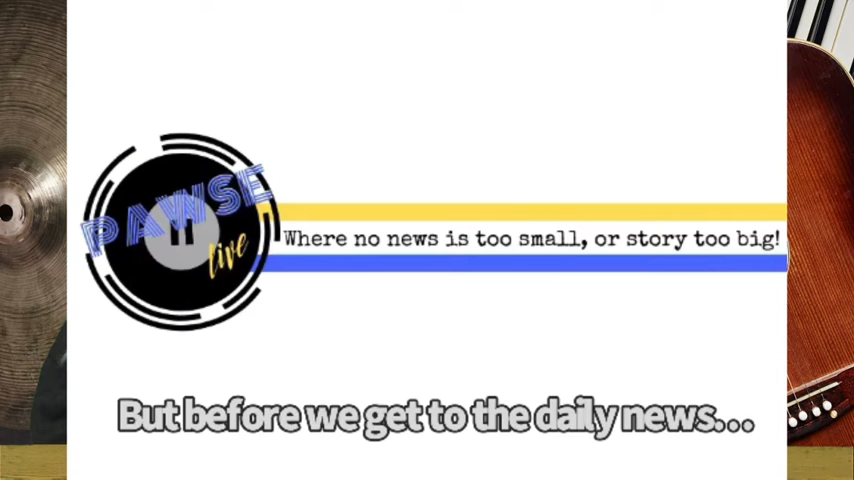 PAWSE
live
Where no news is too small, or story too big!
But before we get to the daily news...